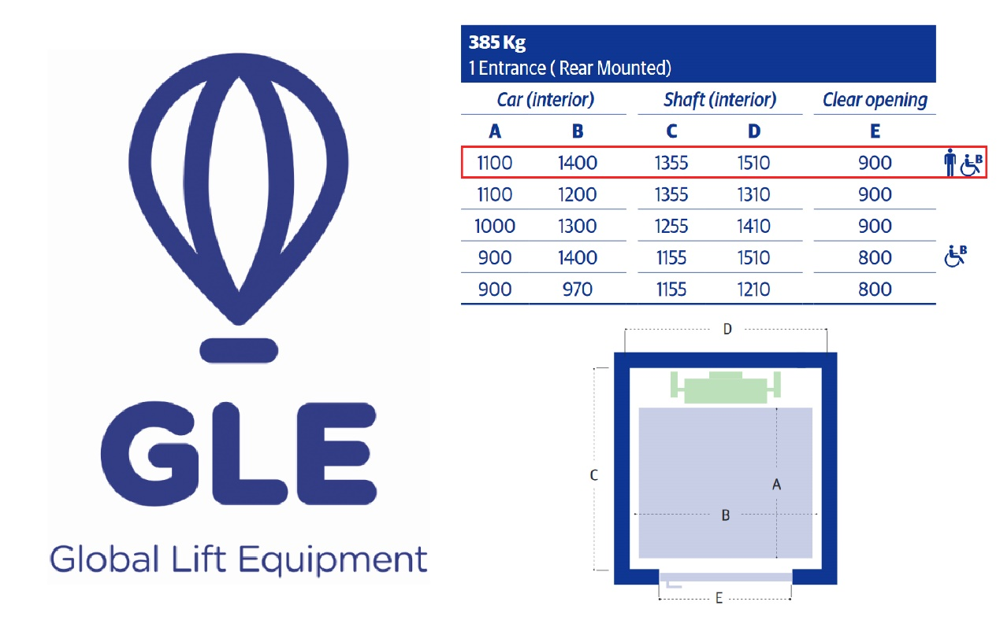 GLE
Global Lift Equipment
385 Kg
1 Entrance ( Rear Mounted)
Car (interior) Shaft (interior) Clear opening
A B C D E
1100 1400 1355 1510 900 B
1100 1200 1355 1310 900
1000 1300 1255 1410 900
900 1400 1155 1510 800 B
900 970 1155 1210 800
D
C
A
B
E